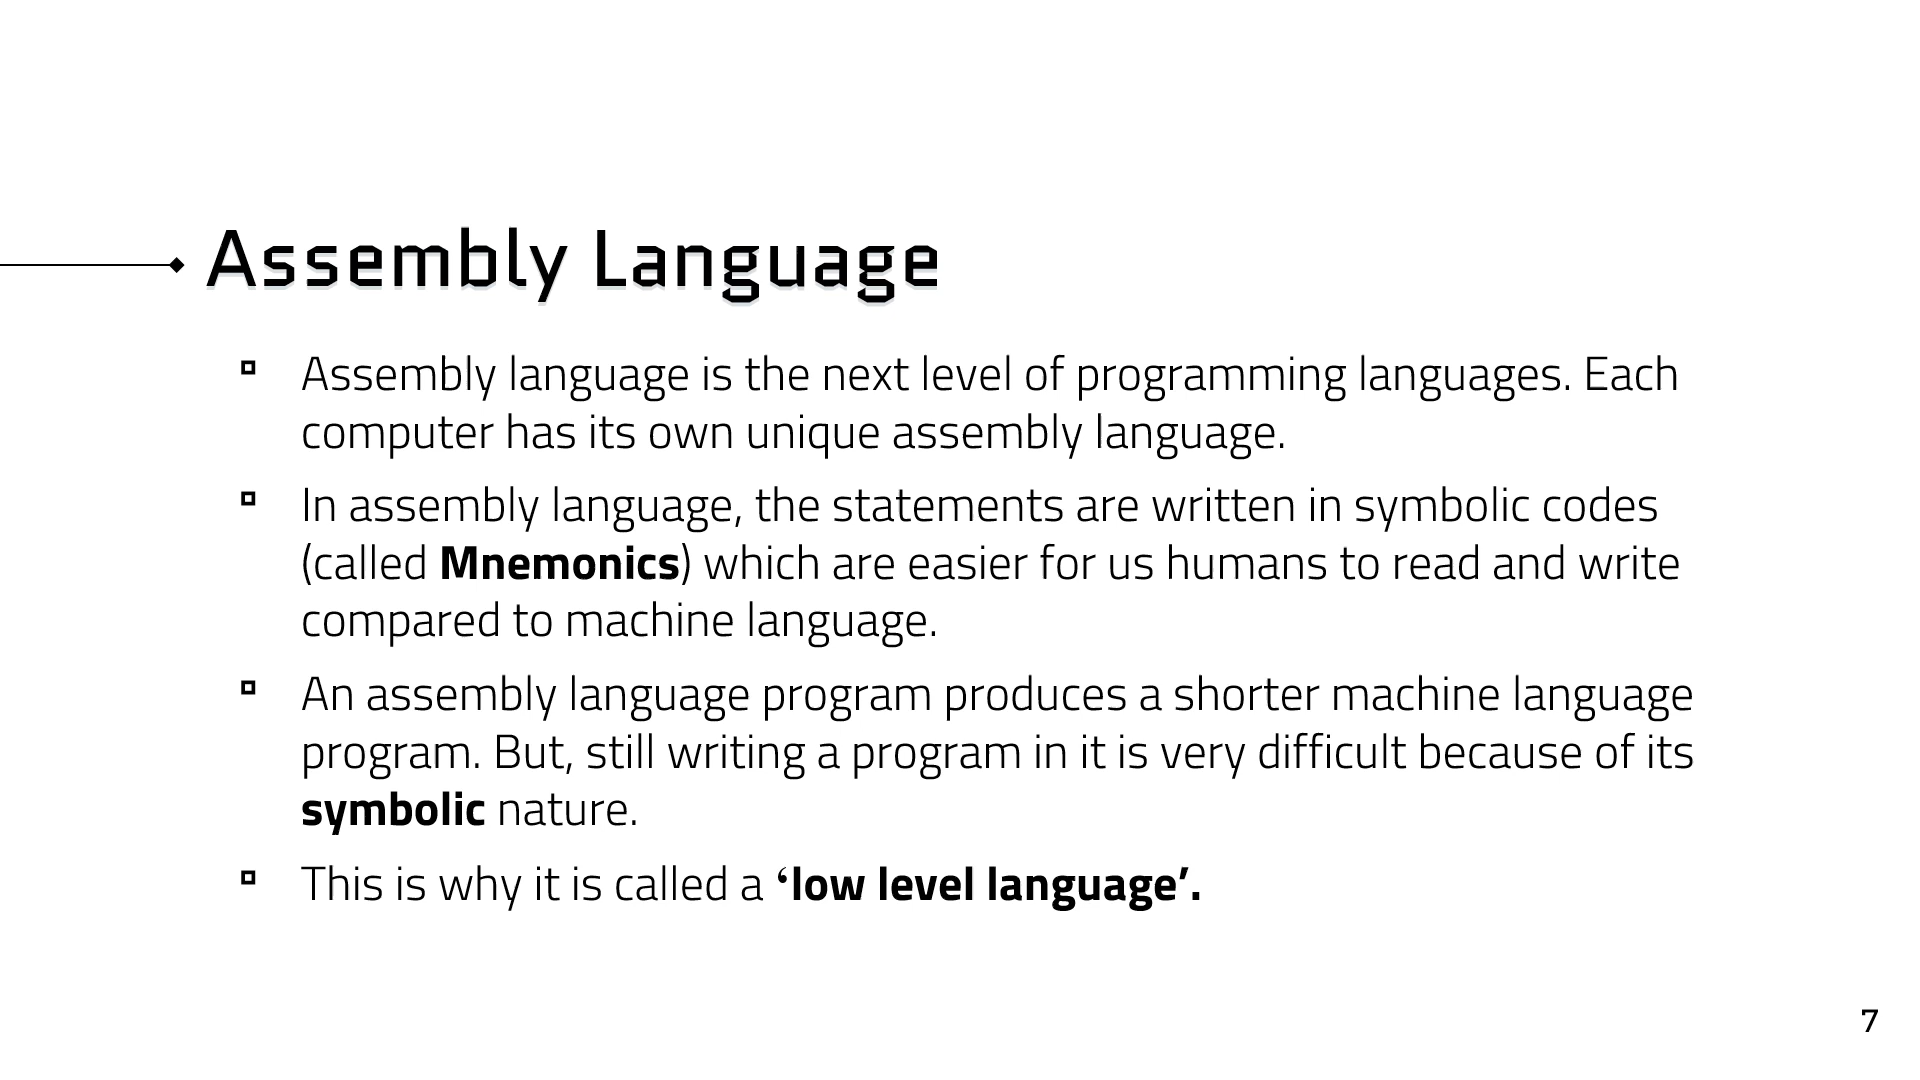 Assembly Language
▫ Assembly language is the next level of programming languages. Each
computer has its own unique assembly language.
▫ In assembly language, the statements are written in symbolic codes
(called Mnemonics) which are easier for us humans to read and write
compared to machine language.
▫ An assembly language program produces a shorter machine language
program. But, still writing a program in it is very difficult because of its
symbolic nature.
▫ This is why it is called a ‘low level language’.
7